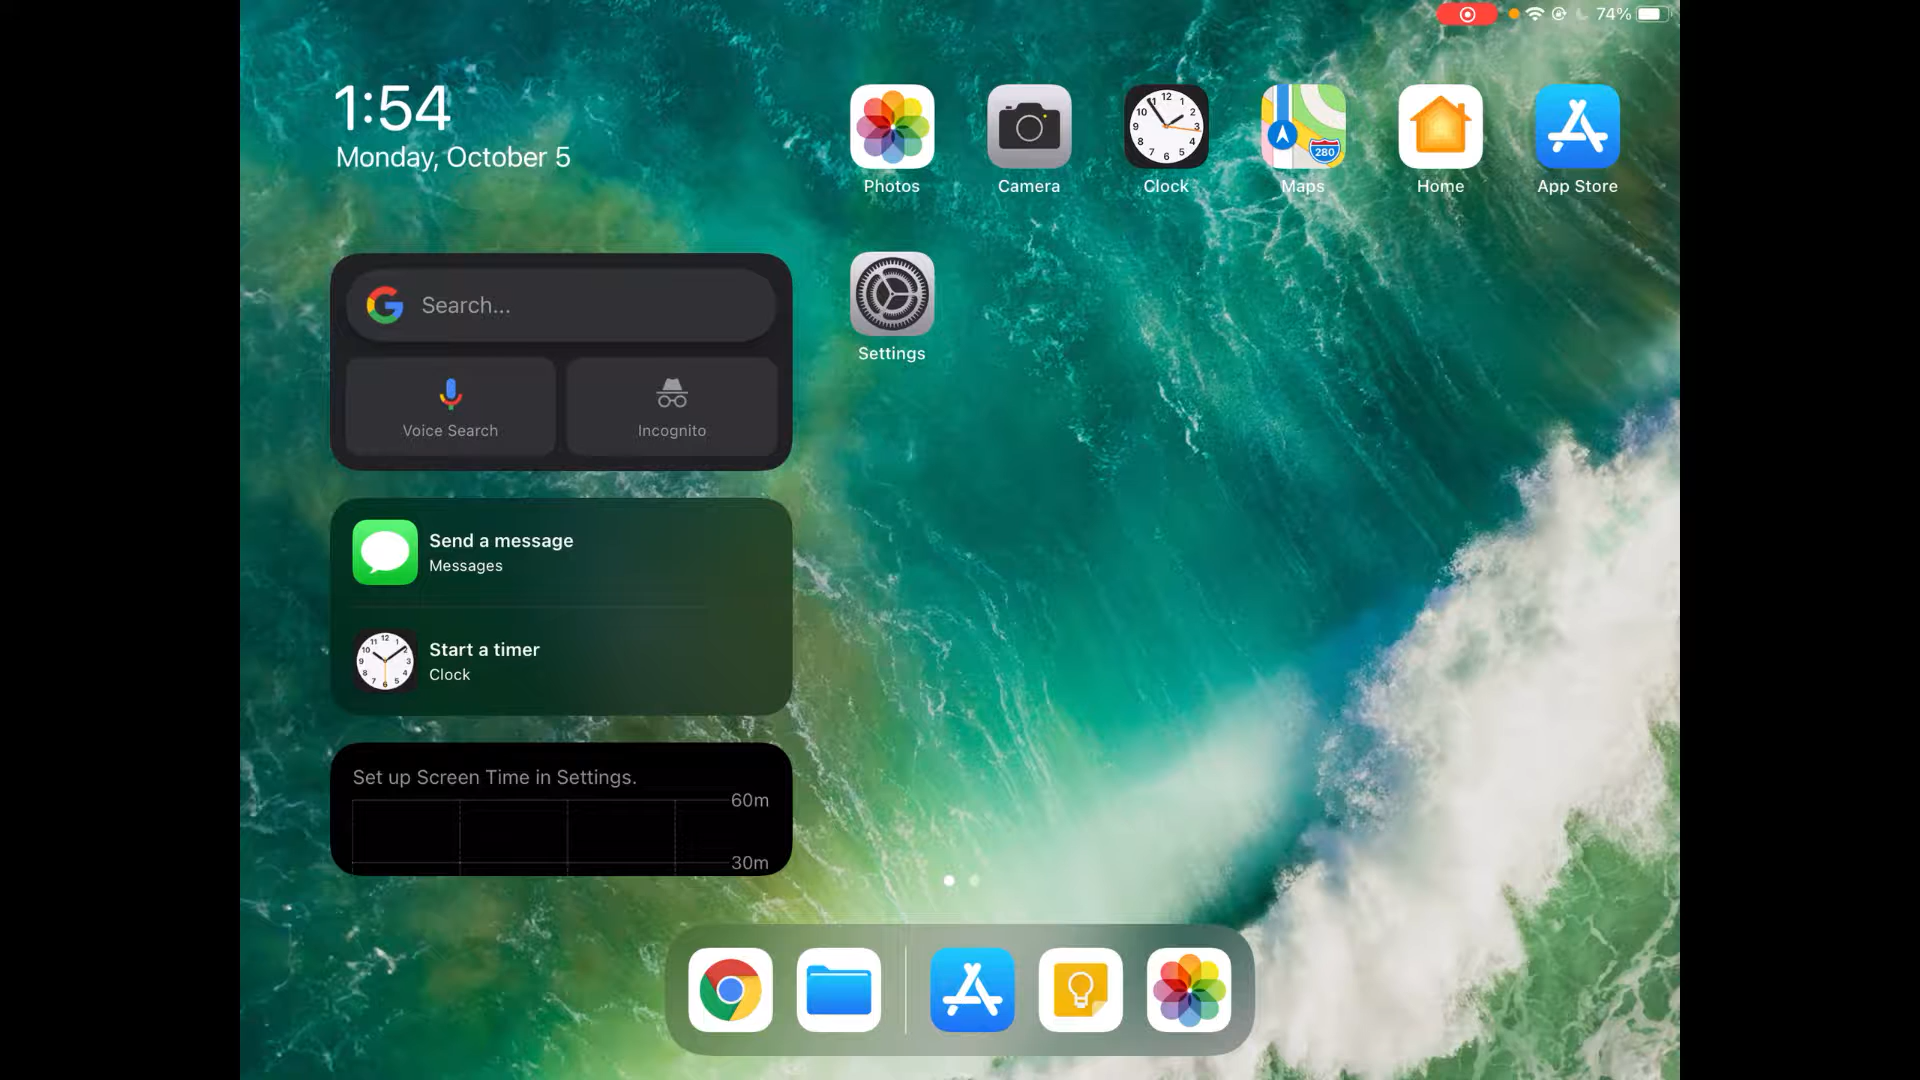 74%
1:54
Monday, October 5
Photos
Camera
Clock
Maps
Home
App Store
280
Settings
Search...
Voice Search
Incognito
Send a message
Messages
Start a timer
Clock
Set up Screen Time in Settings.
60m
30m